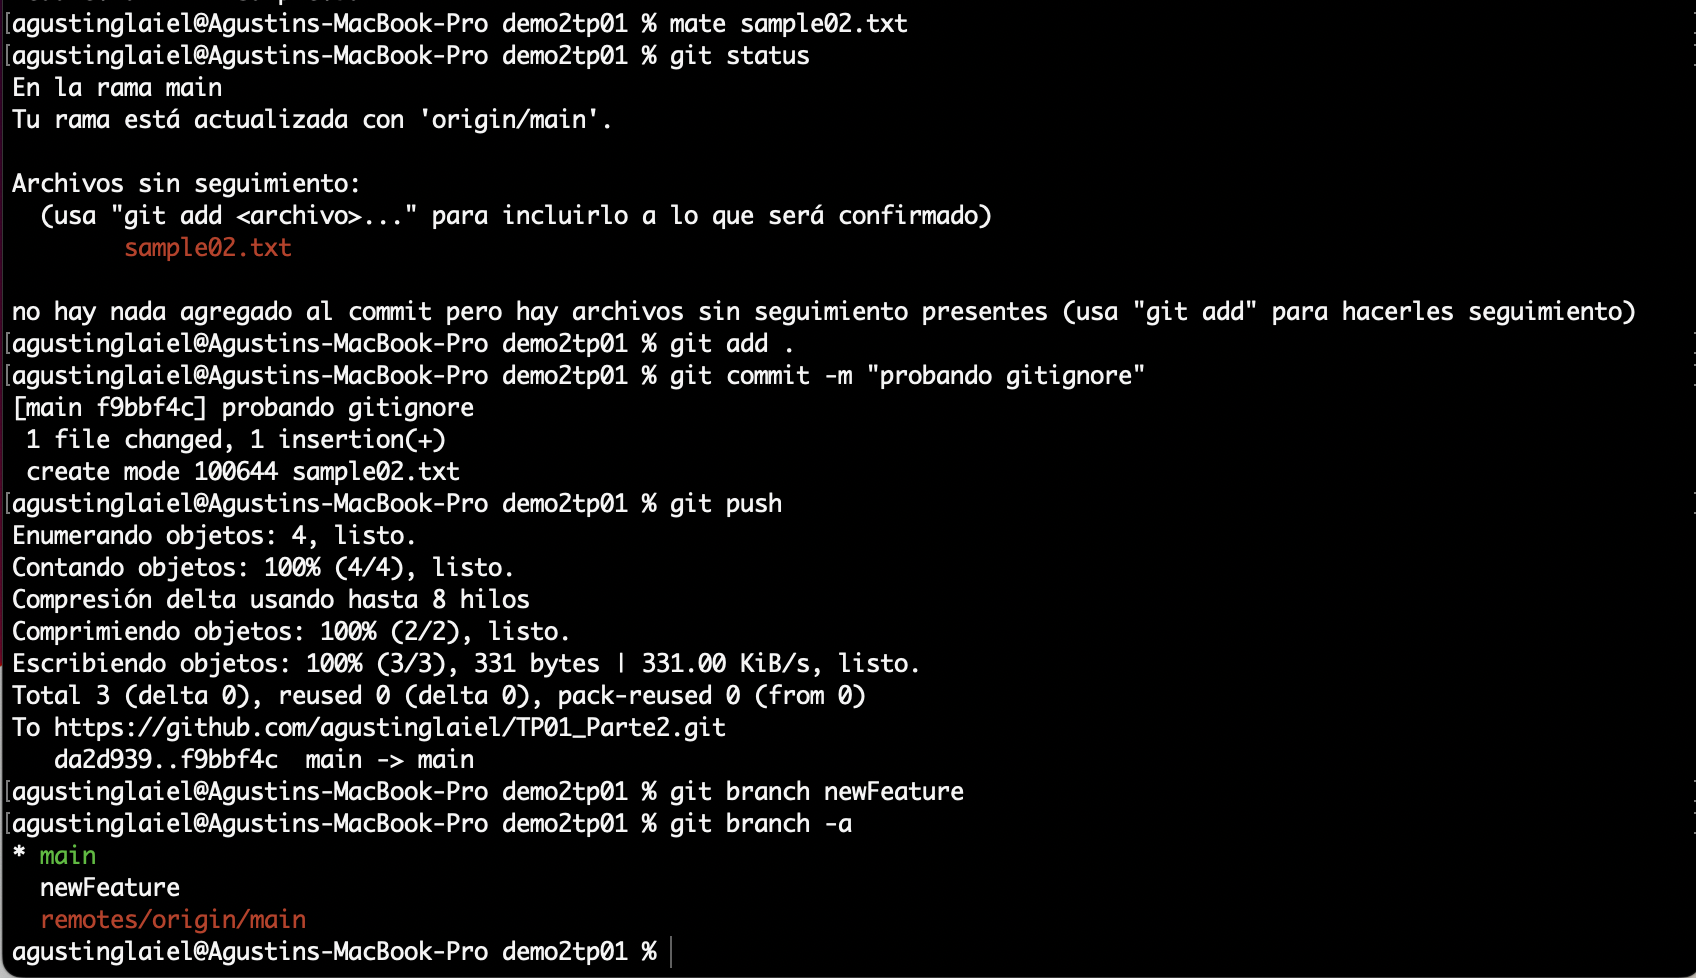 [agustinglaiel@Agustins-MacBook-Pro demo2tp01 % mate sample02.txt
[agustinglaiel@Agustins-MacBook-Pro demo2tp01 % git status
En la rama main
Tu rama está actualizada con 'origin/main'.
Archivos sin seguimiento:
  (usa "git add <archivo>..." para incluirlo a lo que será confirmado)
        sample02.txt
no hay nada agregado al commit pero hay archivos sin seguimiento presentes (usa "git add" para hacerles seguimiento)
[agustinglaiel@Agustins-MacBook-Pro demo2tp01 % git add .
[agustinglaiel@Agustins-MacBook-Pro demo2tp01 % git commit -m "probando gitignore"
[main f9bbf4c] probando gitignore
 1 file changed, 1 insertion(+)
 create mode 100644 sample02.txt
[agustinglaiel@Agustins-MacBook-Pro demo2tp01 % git push
Enumerando objetos: 4, listo.
Contando objetos: 100% (4/4), listo.
Compresión delta usando hasta 8 hilos
Comprimiendo objetos: 100% (2/2), listo.
Escribiendo objetos: 100% (3/3), 331 bytes | 331.00 KiB/s, listo.
Total 3 (delta 0), reused 0 (delta 0), pack-reused 0 (from 0)
To https://github.com/agustinglaiel/TP01_Parte2.git
   da2d939..f9bbf4c  main -> main
[agustinglaiel@Agustins-MacBook-Pro demo2tp01 % git branch newFeature
[agustinglaiel@Agustins-MacBook-Pro demo2tp01 % git branch -a
* main
  newFeature
  remotes/origin/main
agustinglaiel@Agustins-MacBook-Pro demo2tp01 %